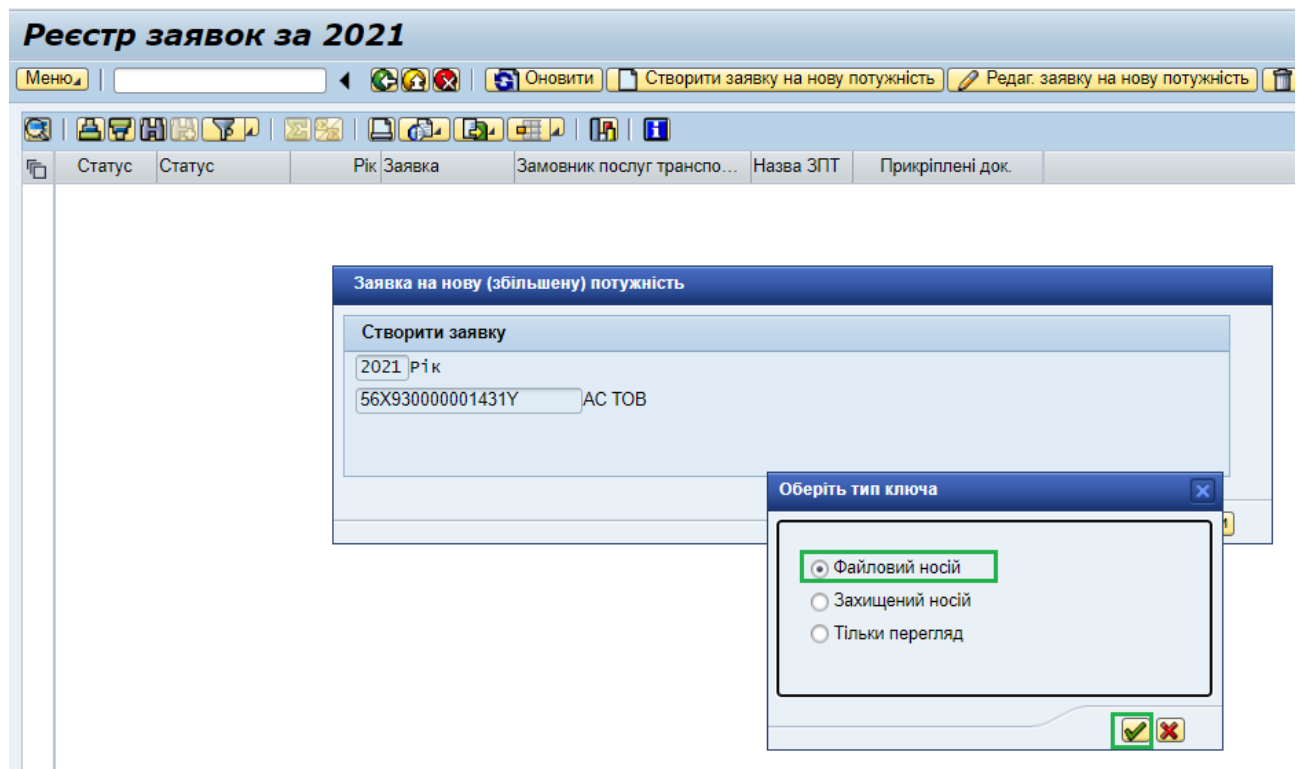 Реєстр заявок за 2021
Меню Оновити Створити заявку на нову потужність Редаг. заявку на нову потужність
Статус Статус Рік Заявка Замовник послуг транспо... Назва ЗПТ Прикріплені док.
Заявка на нову (збільшену) потужність
Створити заявку
2021 Рік
56X930000001431Y АС ТОВ
Оберіть тип ключа
Файловий носій
Захищений носій
Тільки перегляд